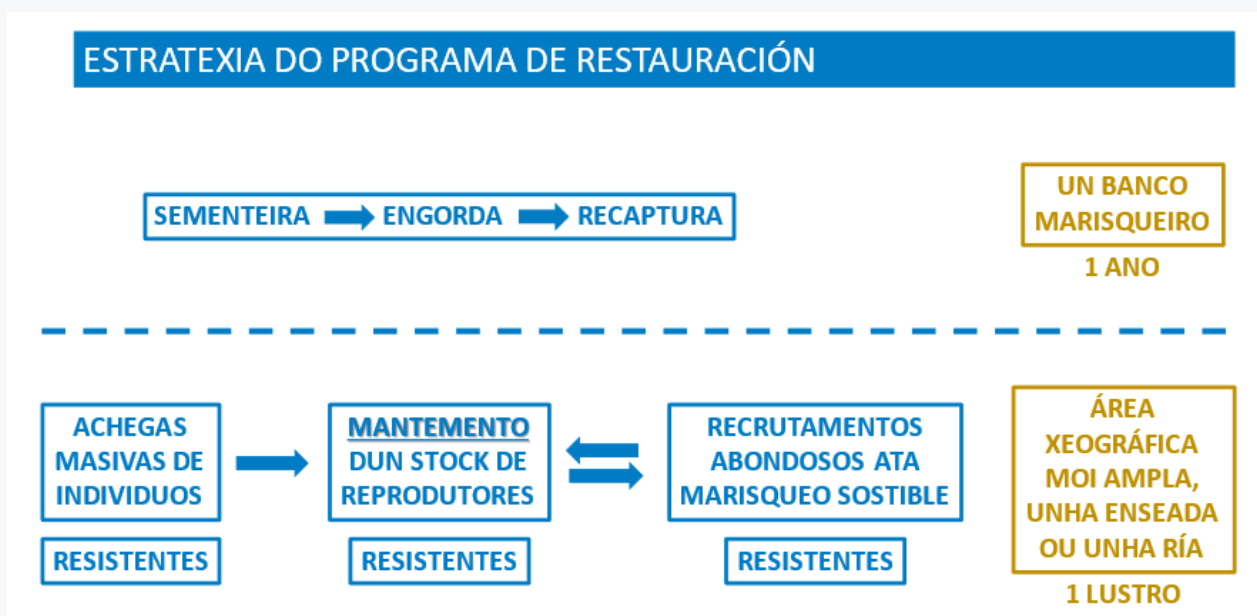 ESTRATEXIA DO PROGRAMA DE RESTAURACIÓN
SEMENTEIRA ENGORDA RECAPTURA
UN BANCO
MARISQUEIRO
1 ANO
ACHEGAS
MASIVAS DE
INDIVIDUOS
RESISTENTES
MANTEMENTO
DUN STOCK DE
REPRODUTORES
RESISTENTES
RECRUTAMENTOS
ABONDOSOS ATA
MARISQUEO SOSTIBLE
RESISTENTES
ÁREA
XEOGRÁFICA
MOI AMPLA,
UNHA ENSEADA
OU UNHA RÍA
1 LUSTRO